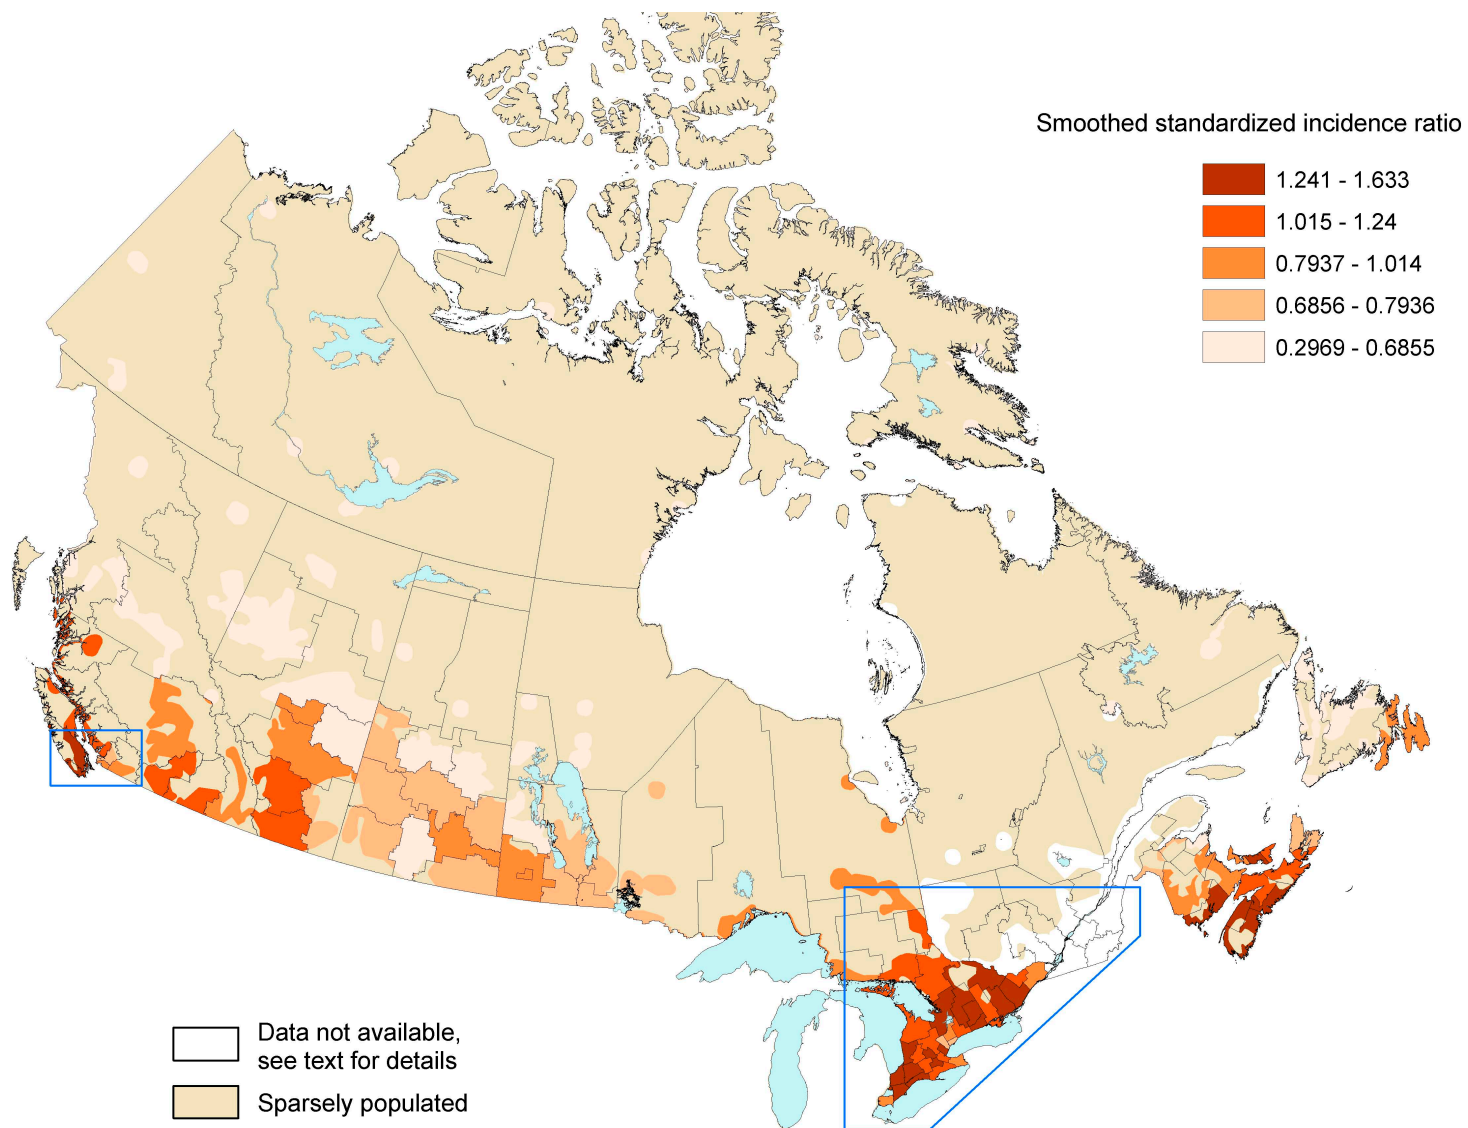 Smoothed standardized incidence ratio
1.241 - 1.633
1.015 - 1.24
0.7937 - 1.014
0.6856 - 0.7936
0.2969 - 0.6855
Data not available,
see text for details
Sparsely populated